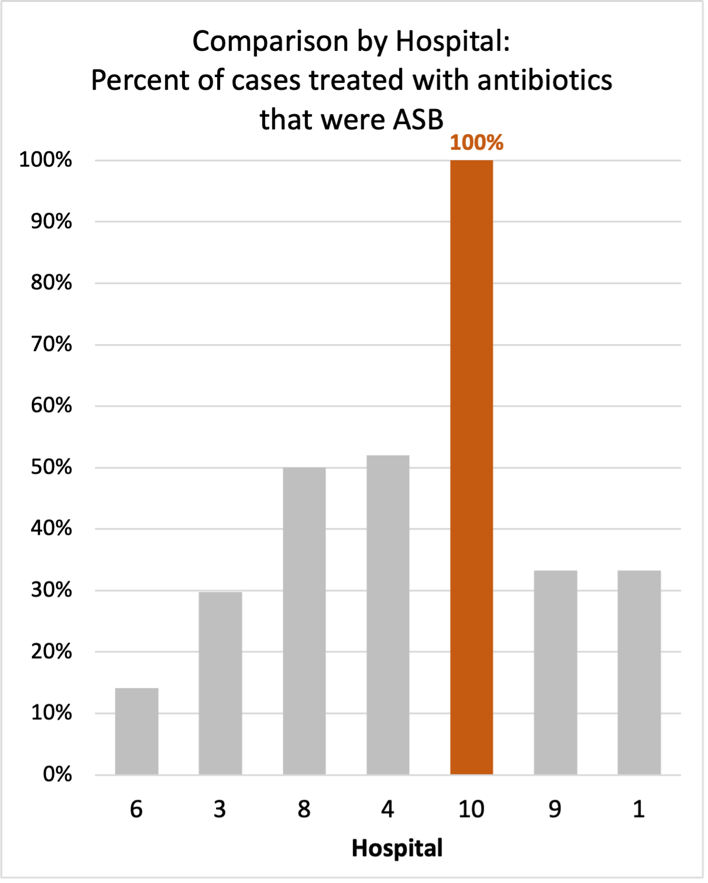 Comparison by Hospital:
Percent of cases treated with antibiotics
that were ASB
100%
100%
90%
80%
70%
60%
50%
40%
30%
20%
10%
0%
6 3 8 4 10 9 1
Hospital